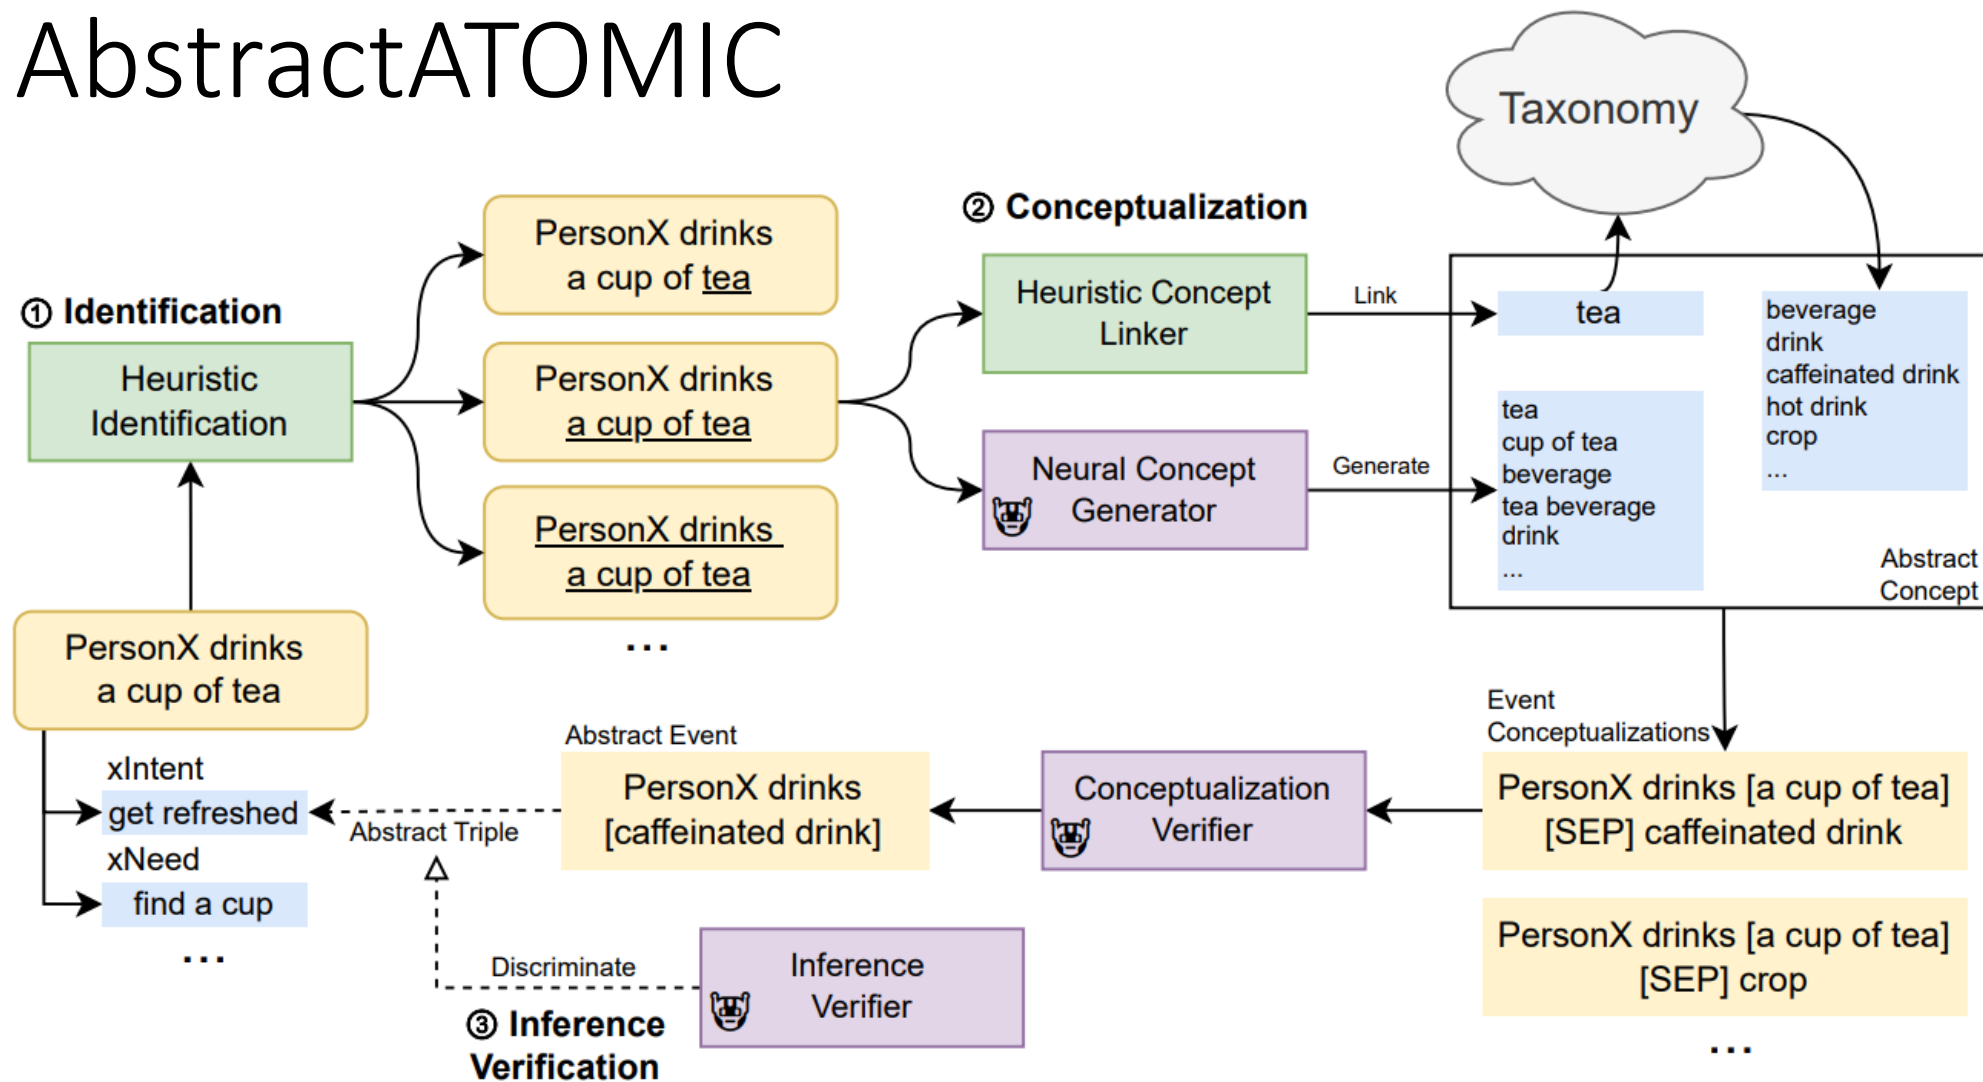 AbstractATOMIC
Taxonomy
① Identification
Heuristic
Identification
PersonX drinks
a cup of tea
xIntent
get refreshed
xNeed
find a cup
...
PersonX drinks
a cup of tea
PersonX drinks
a cup of tea
PersonX drinks
a cup of tea
...
② Conceptualization
Heuristic Concept
Linker
Link
Neural Concept
Generator
Generate
tea
tea
cup of tea
beverage
tea beverage
drink
...
beverage
drink
caffeinated drink
hot drink
crop
...
Abstract
Concept
Event
Conceptualizations
PersonX drinks [a cup of tea]
[SEP] caffeinated drink
PersonX drinks [a cup of tea]
[SEP] crop
...
Conceptualization
Verifier
Abstract Event
PersonX drinks
[caffeinated drink]
Abstract Triple
Discriminate
③ Inference
Verification
Inference
Verifier